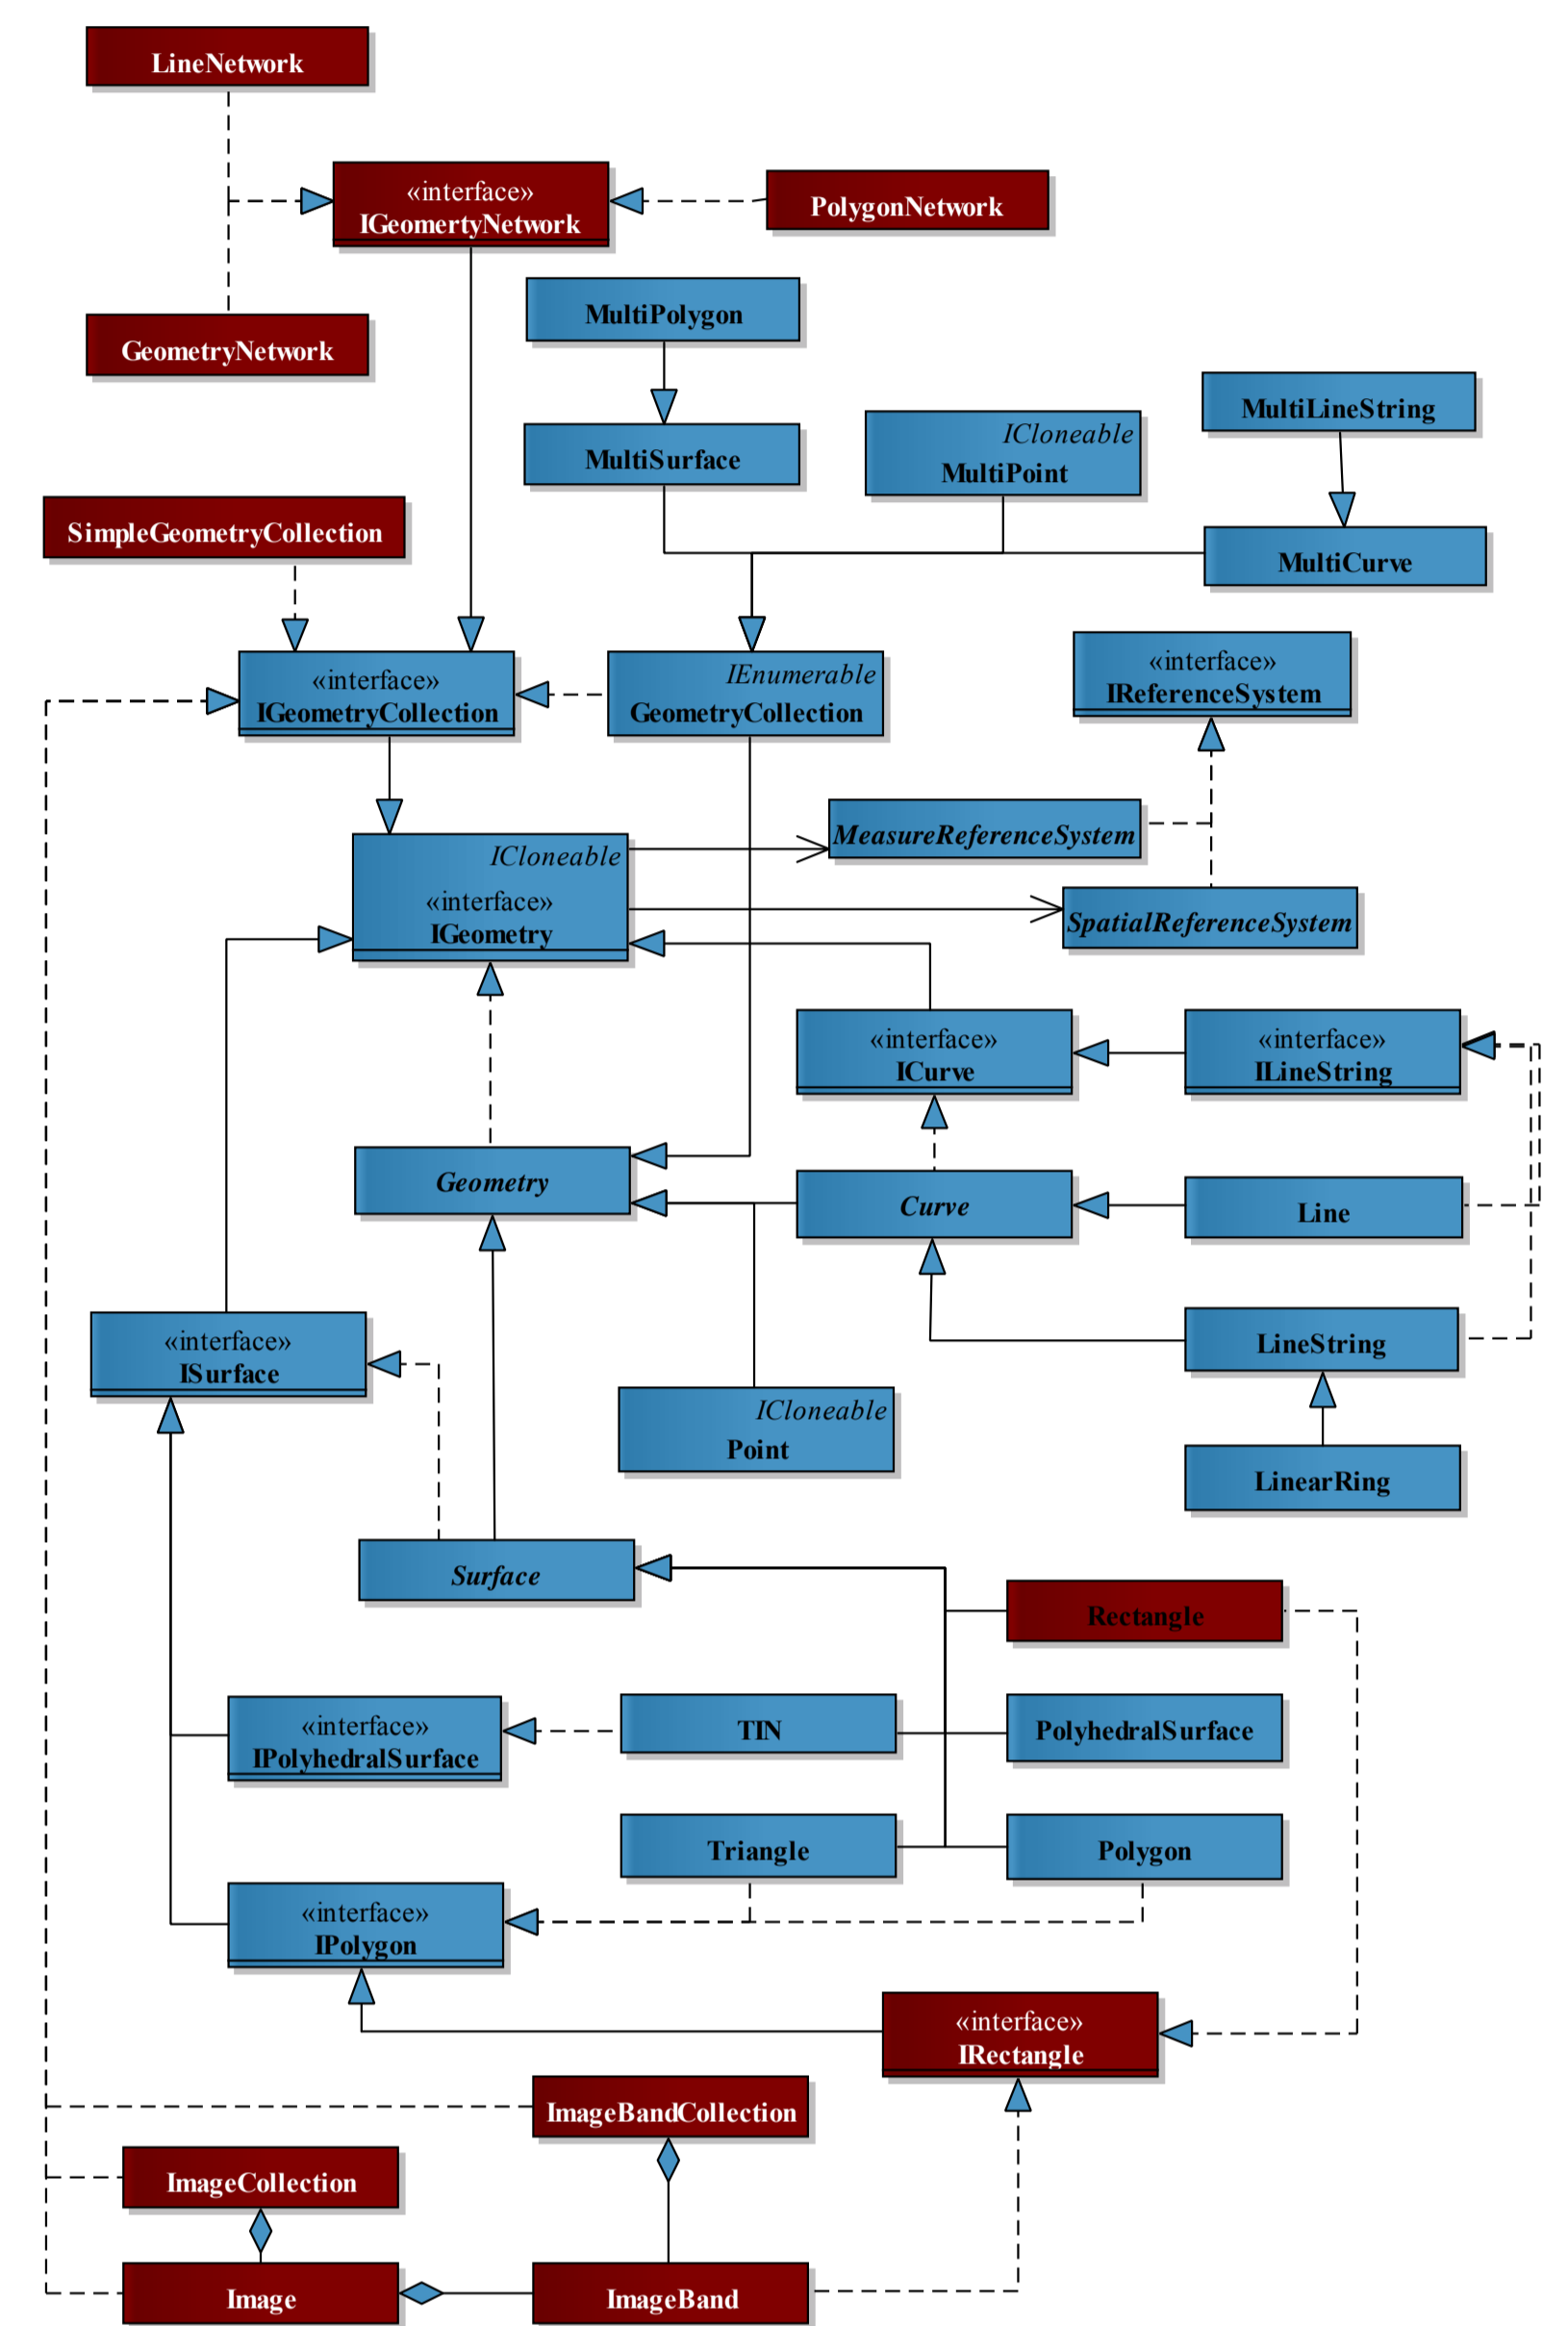 LineNetwork
«interface»
IGeomertyNetwork
PolygonNetwork
MultiPolygon
GeometryNetwork
MultiLineString
ICloneable
MultiPoint
MultiSurface
SimpleGeometryCollection
MultiCurve
«interface»
IGeometryCollection
IEnumerable
GeometryCollection
«interface»
IReferenceSystem
MeasureReferenceSystem
ICloneable
«interface»
IGeometry
SpatialReferenceSystem
«interface»
ICurve
«interface»
ILineString
Geometry
Curve
Line
«interface»
ISurface
LineString
ICloneable
Point
LinearRing
Surface
Rectangle
«interface»
IPolyhedralSurface
TIN
PolyhedralSurface
Triangle
Polygon
«interface»
IPolygon
«interface»
IRectangle
ImageBandCollection
ImageCollection
Image
ImageBand